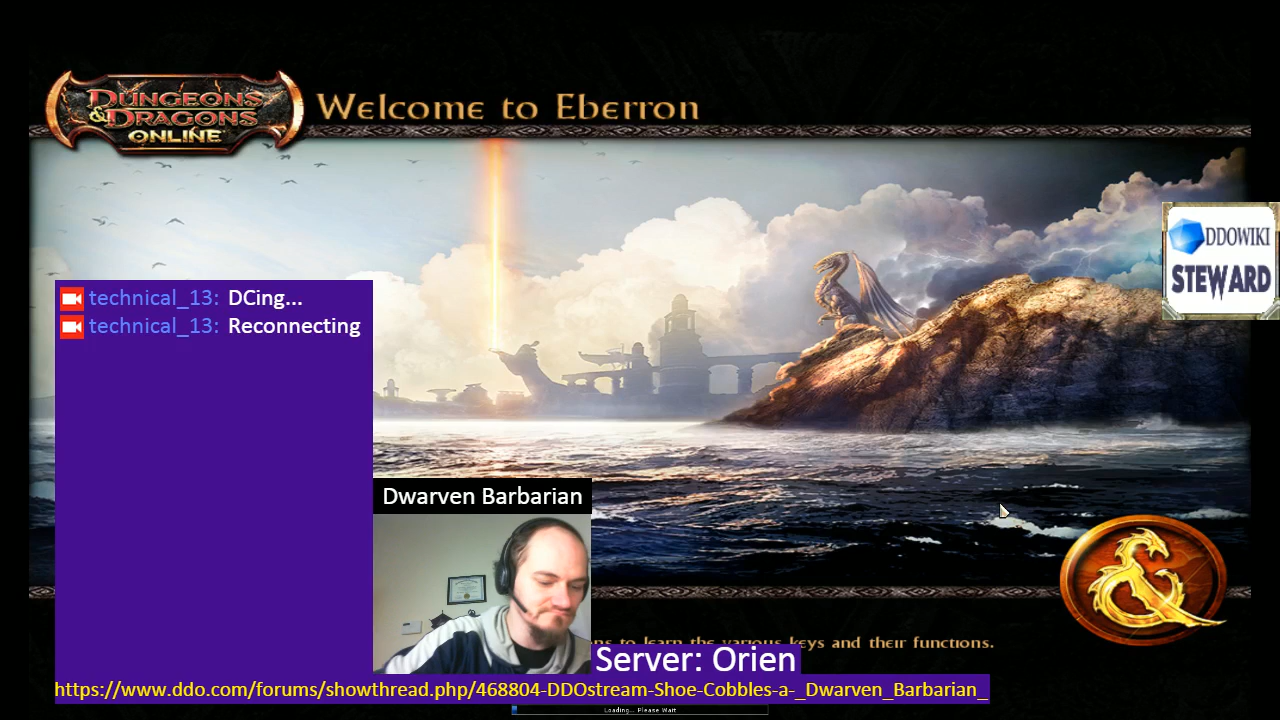 DUNGEONS
& DRAGONS
ONLINE
Welcome to Eberron
DDOWIKI
STEWARD
technical_13: DCing...
technical_13: Reconnecting
Dwarven Barbarian
to learn the various keys and their functions.
Server: Orien
https://www.ddo.com/forums/showthread.php/468804-DDOstream-Shoe-Cobbles-a-_Dwarven_Barbarian_
Loading... Please Wait